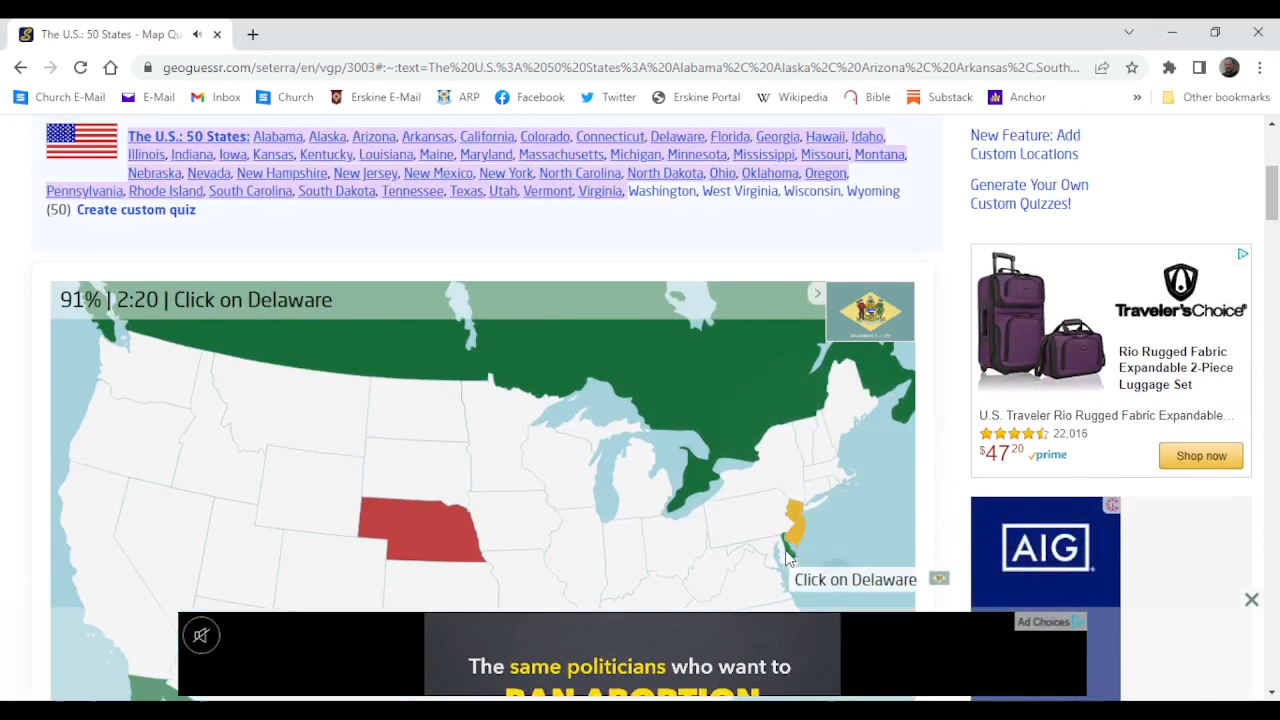 The U.S.: 50 States - Map Qu
geoguessr.com/seterra/en/vgp/3003#:~:text=The%20U.S.%3A%2050%20States%3A%20Alabama%2C%20Alaska%2C%20Arizona%2C%20Arkansas%2C%20California%2C,South...
Church E-Mail
E-Mail
Inbox
Church
Erskine E-Mail
ARP
Facebook
Twitter
Erskine Portal
Wikipedia
Bible
Substack
Anchor
»
Other bookmarks
The U.S.: 50 States: Alabama, Alaska, Arizona, Arkansas, California, Colorado, Connecticut, Delaware, Florida, Georgia, Hawaii, Idaho,
Illinois, Indiana, Iowa, Kansas, Kentucky, Louisiana, Maine, Maryland, Massachusetts, Michigan, Minnesota, Mississippi, Missouri, Montana,
Nebraska, Nevada, New Hampshire, New Jersey, New Mexico, New York, North Carolina, North Dakota, Ohio, Oklahoma, Oregon,
Pennsylvania, Rhode Island, South Carolina, South Dakota, Tennessee, Texas, Utah, Vermont, Virginia, Washington, West Virginia, Wisconsin, Wyoming
(50) Create custom quiz
New Feature: Add
Custom Locations
Generate Your Own
Custom Quizzes!
91% | 2:20 | Click on Delaware
Click on Delaware
TRAVELER'S CHOICE®
Rio Rugged Fabric
Expandable 2-Piece
Luggage Set
U.S. Traveler Rio Rugged Fabric Expandable...
22,016
$47 20 prime
Shop now
AIG
Ad Choices
The same politicians who want to
BAN ABORTION